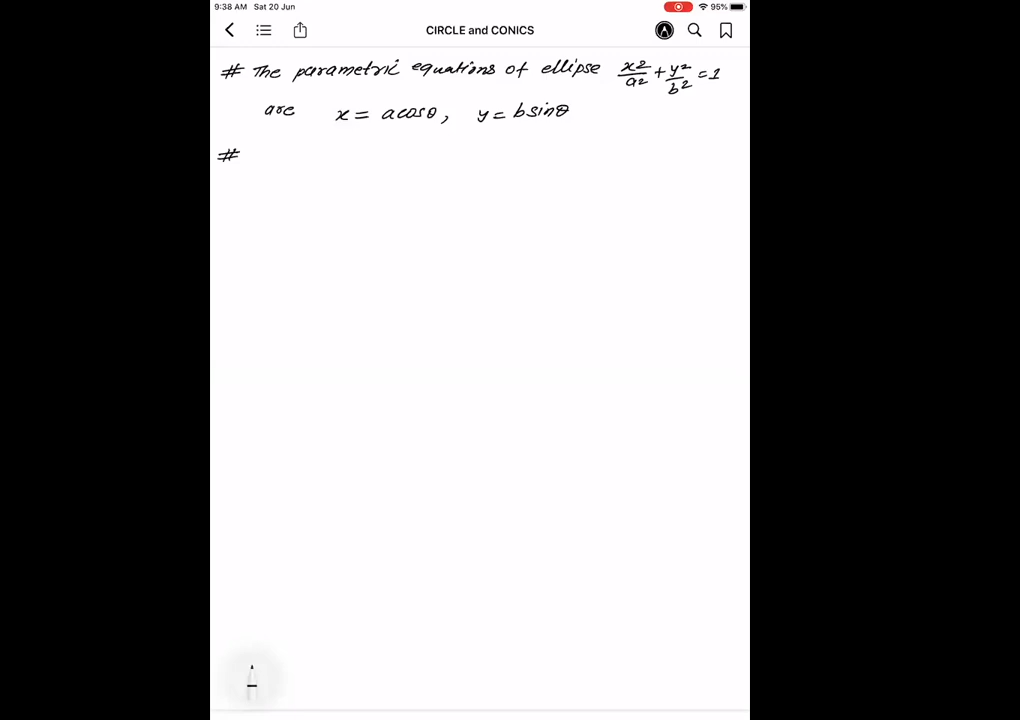 9:38 AM Sat 20 Jun 95%
CIRCLE and CONICS
# The parametric equations of ellipse x²/a² + y²/b² = 1
are x = acosθ, y = bsinθ
#